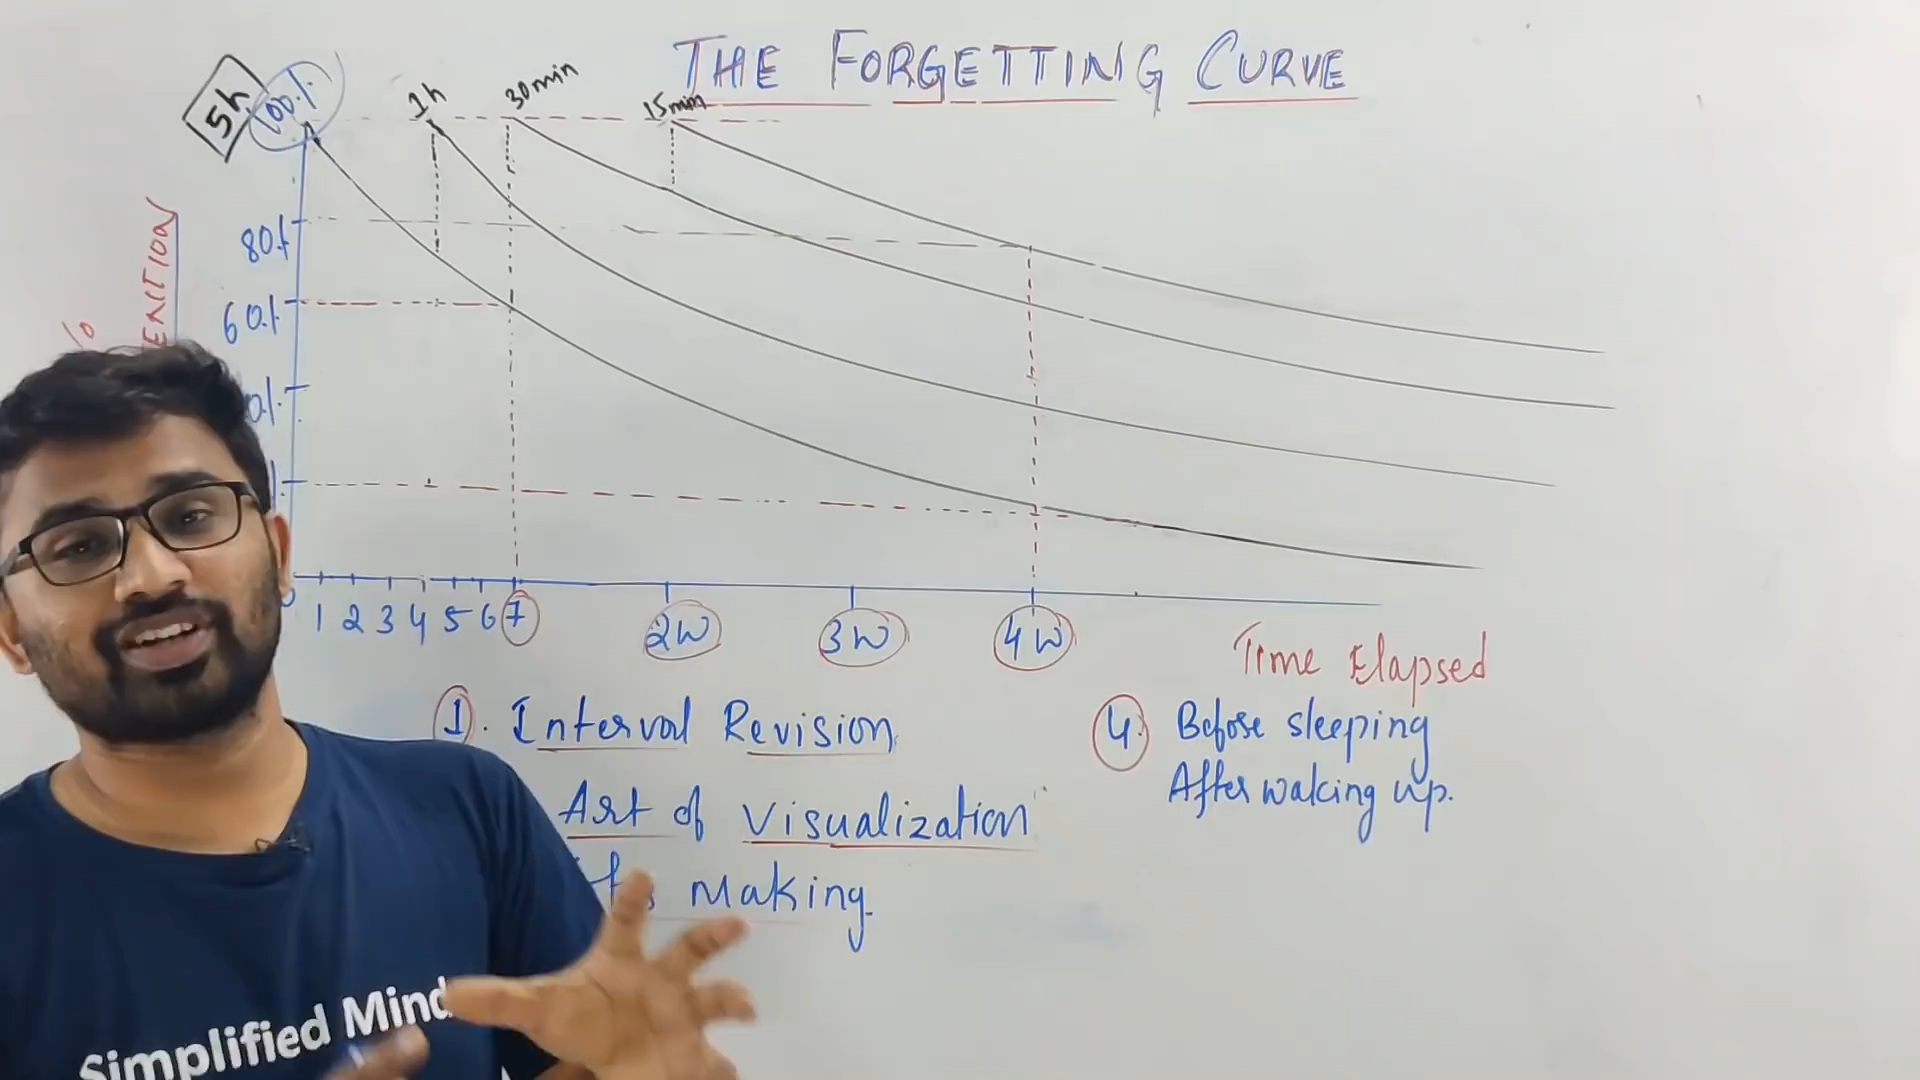 THE FORGETTING CURVE
5h 100% 1h 30min 15min
80%
60%
1 2 3 4 5 6 7 2W 3W 4W
Time Elapsed
1. Interval Revision
Art of Visualization
Making
4. Before sleeping
After waking up.
Simplified Mind